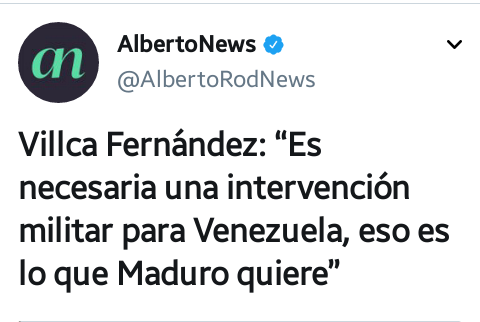 an
AlbertoNews
@AlbertoRodNews
Villca Fernández: “Es
necesaria una intervención
militar para Venezuela, eso es
lo que Maduro quiere”